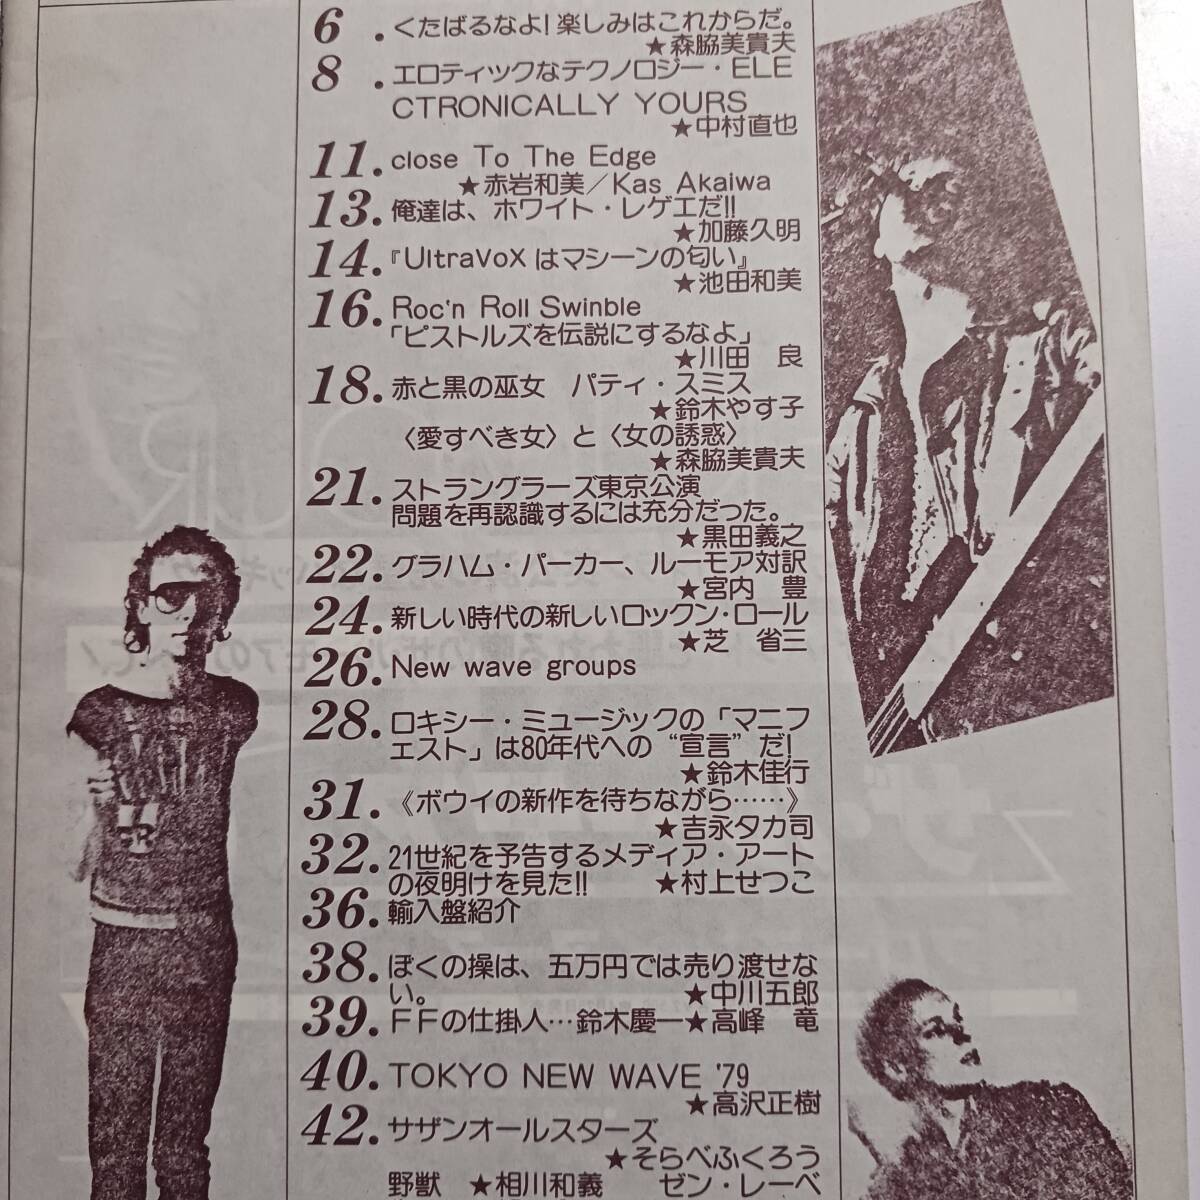 6.くたばるなよ！楽しみはこれからだ。
★森脇美貴夫
8.エロティックなテクノロジー・ELE
CTRONICALLY YOURS
★中村直也
11.close To The Edge
★赤岩和美／Kas Akaiwa
13.俺達は、ホワイト・レゲエだ!!
★加藤久明
14.『UltraVoXはマシーンの匂い』
★池田和美
16.Roc'n Roll Swinble
「ピストルズを伝説にするなよ」
★川田　良
18.赤と黒の巫女　パティ・スミス
★鈴木やす子
〈愛すべき女〉と〈女の誘惑〉
★森脇美貴夫
21.ストラングラーズ東京公演
問題を再認識するには充分だった。
★黒田義之
22.グラハム・パーカー、ルーモア対訳
★宮内　豊
24.新しい時代の新しいロックン・ロール
★芝　省三
26.New wave groups
28.ロキシー・ミュージックの「マニフ
ェスト」は80年代への“宣言”だ！
★鈴木佳行
31.《ボウイの新作を待ちながら……》
★吉永タカ司
32.21世紀を予告するメディア・アート
の夜明けを見た!!　★村上せつこ
36.輸入盤紹介
38.ぼくの操は、五万円では売り渡せな
い。　★中川五郎
39.FFの仕掛人…鈴木慶一★高峰　竜
40.TOKYO NEW WAVE '79
★高沢正樹
42.サザンオールスターズ
★そらべふくろう
野獣　★相川和義　ゼン・レーベ